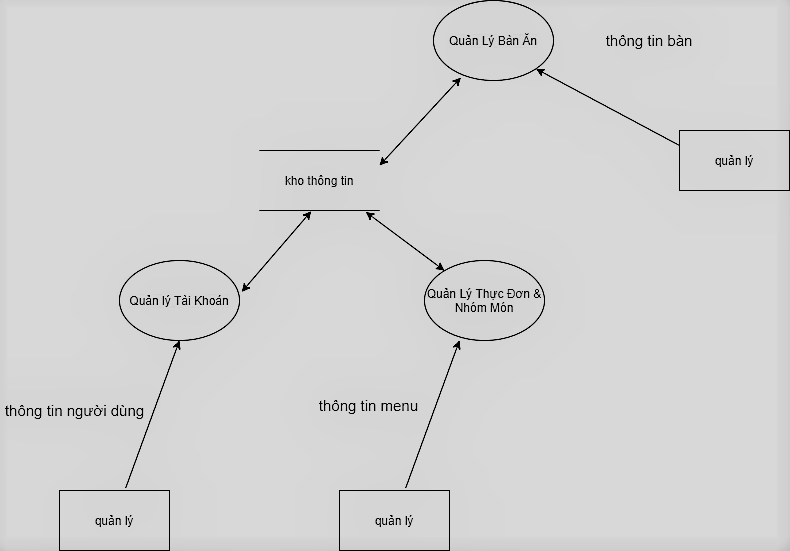 Quản Lý Bàn Ăn
thông tin bàn
quản lý
kho thông tin
Quản lý Tài Khoản
Quản Lý Thực Đơn &
Nhóm Món
thông tin người dùng
thông tin menu
quản lý
quản lý